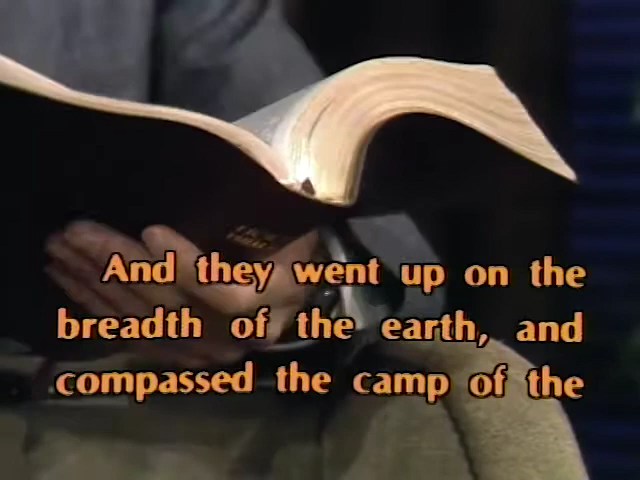 And they went up on the
breadth of the earth, and
compassed the camp of the